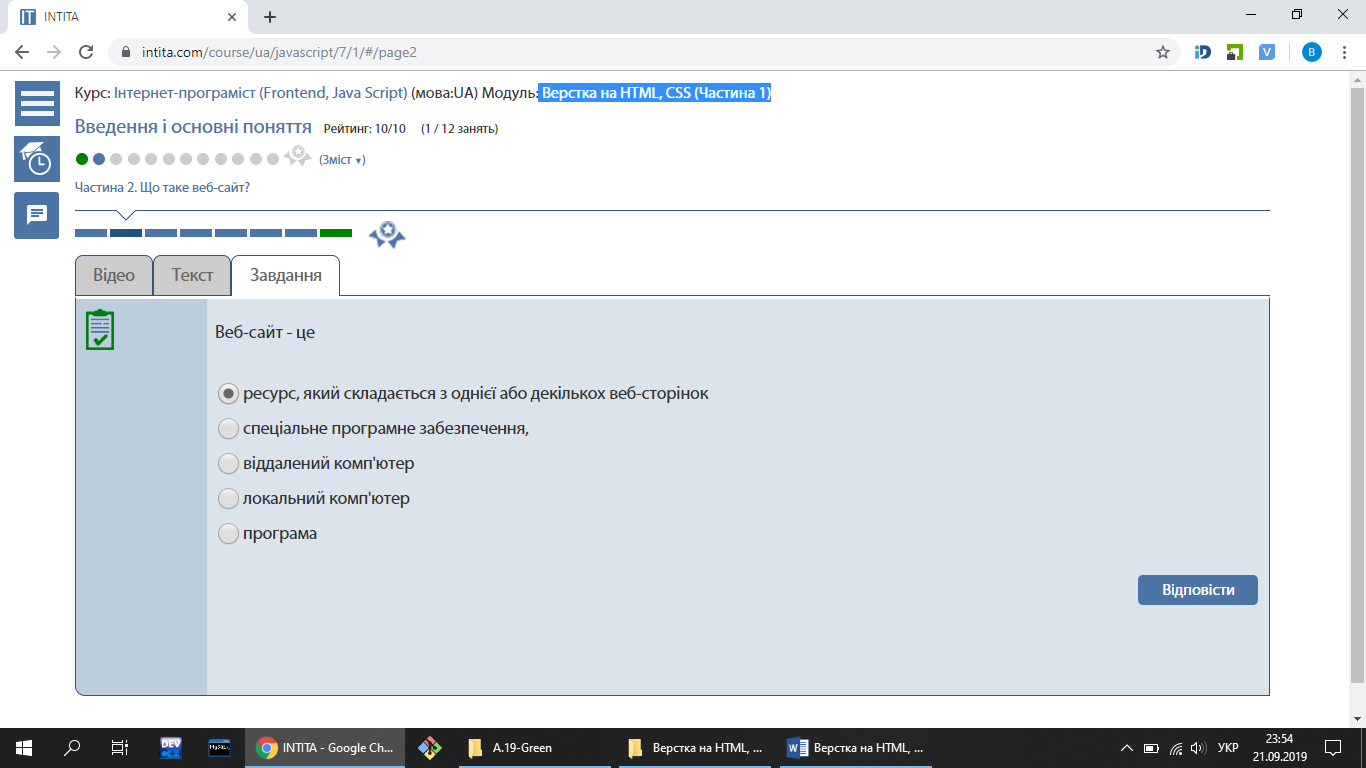 INTITA
intita.com/course/ua/javascript/7/1/#/page2
Курс: Інтернет-програміст (Frontend, Java Script) (мова:UA) Модуль: Верстка на HTML, CSS (Частина 1)
Введення і основні поняття Рейтинг: 10/10 (1 / 12 занять)
(Зміст ▾)
Частина 2. Що таке веб-сайт?
Відео Текст Завдання
Веб-сайт - це
ресурс, який складається з однієї або декількох веб-сторінок
спеціальне програмне забезпечення,
віддалений комп'ютер
локальний комп'ютер
програма
Відповісти
DEV C++ MySQL INTITA - Google Ch... A.19-Green Верстка на HTML, ... Верстка на HTML, ... УКР 23:54
21.09.2019